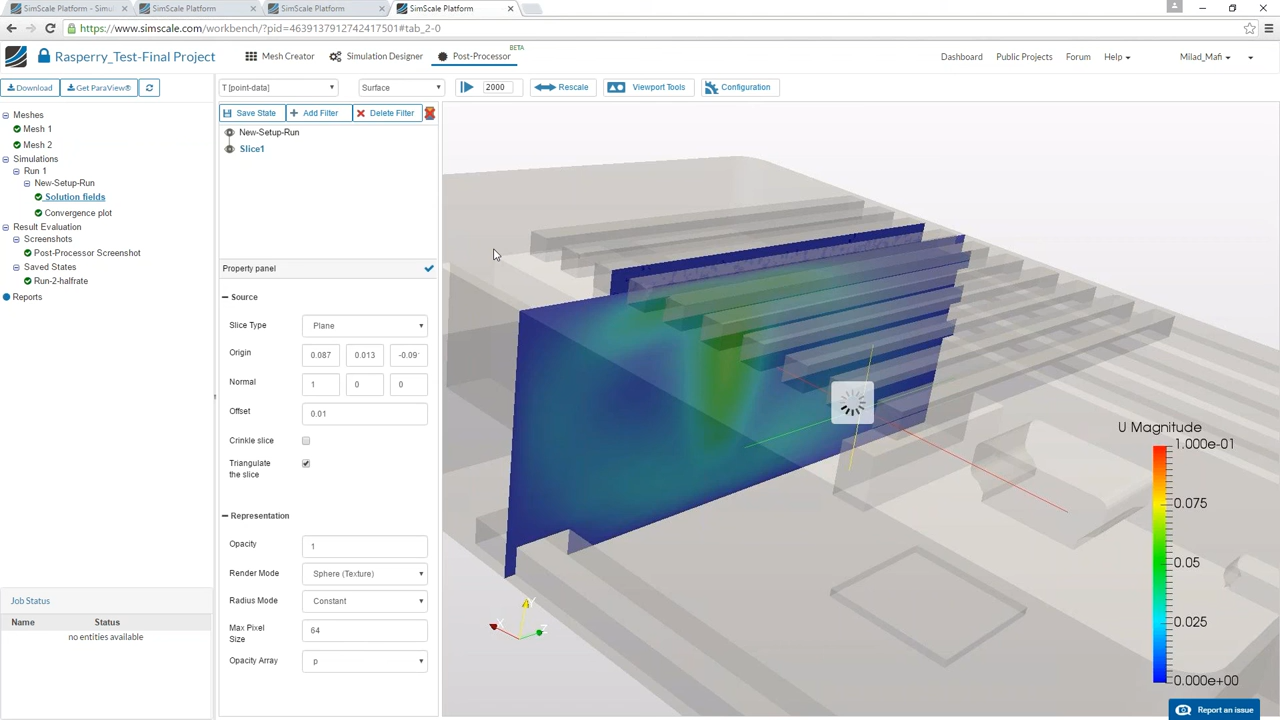 SimScale Platform - Simul
SimScale Platform
SimScale Platform
SimScale Platform
https://www.simscale.com/workbench/?pid=4639137912742417501#tab_2-0
Rasperry_Test-Final Project
Mesh Creator
Simulation Designer
Post-Processor
BETA
Dashboard
Public Projects
Forum
Help
Milad_Mafi
Download
Get ParaView®
T [point-data]
Surface
2000
Rescale
Viewport Tools
Configuration
Save State
Add Filter
Delete Filter
Meshes
Mesh 1
Mesh 2
Simulations
Run 1
New-Setup-Run
Solution fields
Convergence plot
Result Evaluation
Screenshots
Post-Processor Screenshot
Saved States
Run-2-halfrate
Reports
New-Setup-Run
Slice1
Property panel
Source
Slice Type
Plane
Origin
0.087
0.013
-0.09
Normal
1
0
0
Offset
0.01
Crinkle slice
Triangulate
the slice
Representation
Opacity
1
Render Mode
Sphere (Texture)
Radius Mode
Constant
Max Pixel
Size
64
Opacity Array
p
Job Status
Name
Status
no entities available
U Magnitude
1.000e-01
0.075
0.05
0.025
0.000e+00
X
Y
Z
Report an issue